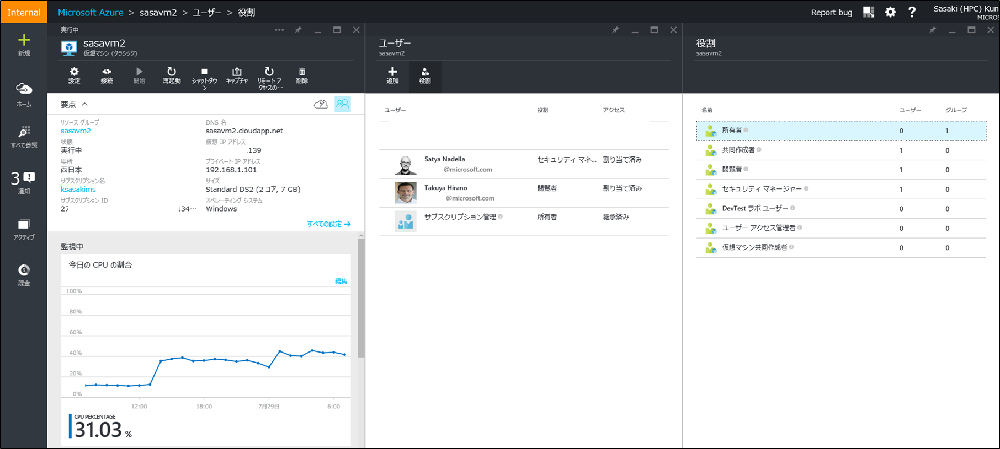 Internal
Microsoft Azure > sasavm2 > ユーザー > 役割
Report bug
Sasaki (HPC) Kun
MICROS
新規
ホーム
すべて参照
3
通知
アクティブ
課金
実行中
sasavm2
仮想マシン (クラシック)
設定
接続
開始
再起動
シャットダウ
ン
キャプチャ
リモート ア
クセスの…
削除
要点
リソース グループ
sasavm2
状態
実行中
場所
西日本
サブスクリプション名
ksasakims
サブスクリプション ID
27 134…
DNS 名
sasavm2.cloudapp.net
仮想 IP アドレス
.139
プライベート IP アドレス
192.168.1.101
サイズ
Standard DS2 (2 コア, 7 GB)
オペレーティング システム
Windows
すべての設定 →
監視中
今日の CPU の割合
編集
100%
80%
60%
40%
20%
0%
12:00 18:00 7月29日 6:00
CPU PERCENTAGE
31.03 %
ユーザー
sasavm2
追加
役割
ユーザー 役割 アクセス
Satya Nadella セキュリティ マネ... 割り当て済み
@microsoft.com
Takuya Hirano 閲覧者 割り当て済み
@microsoft.com
サブスクリプション管理 所有者 継承済み
役割
sasavm2
名前 ユーザー グループ
所有者 0 1
共同作成者 1 0
閲覧者 1 0
セキュリティ マネージャー 1 0
DevTest ラボ ユーザー 0 0
ユーザー アクセス管理者 0 0
仮想マシン共同作成者 0 0